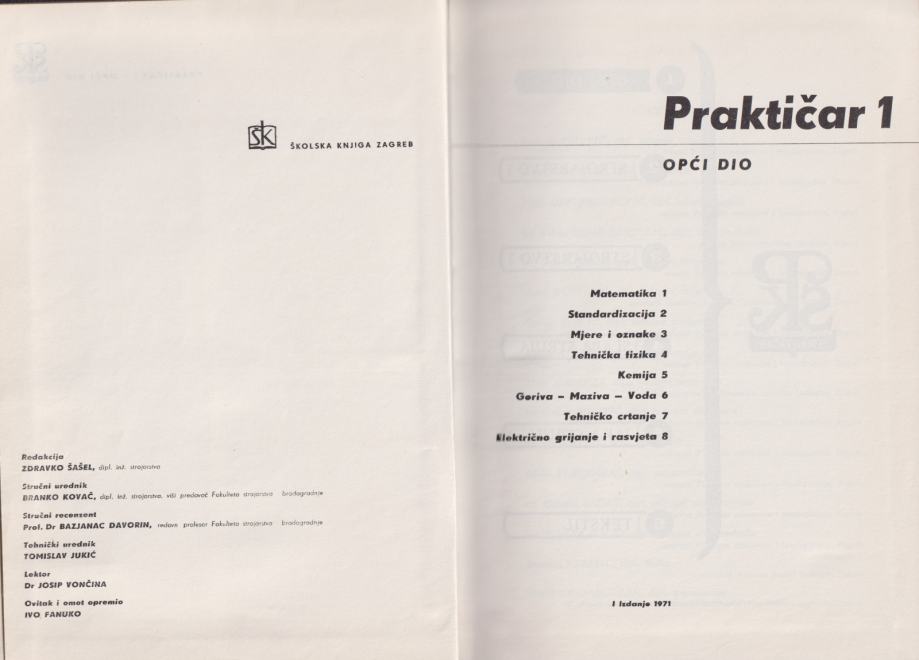 ŠK
ŠKOLSKA KNJIGA ZAGREB
Redakcija
ZDRAVKO ŠAŠEL, dipl. inž. strojarstva
Stručni urednik
BRANKO KOVAČ, dipl. inž. strojarstva, viši predavač Fakulteta strojarstva brodogradnje
Stručni recenzent
Prof. Dr BAZJANAC DAVORIN, redovn profesor Fakulteta strojarstva brodogradnje
Tehnički urednik
TOMISLAV JUKIĆ
Lektor
Dr JOSIP VONČINA
Ovitak i omot opremio
IVO FANUKO
Praktičar 1
OPĆI DIO
Matematika 1
Standardizacija 2
Mjere i oznake 3
Tehnička fizika 4
Kemija 5
Goriva – Maziva – Voda 6
Tehničko crtanje 7
Električno grijanje i rasvjeta 8
I Izdanje 1971